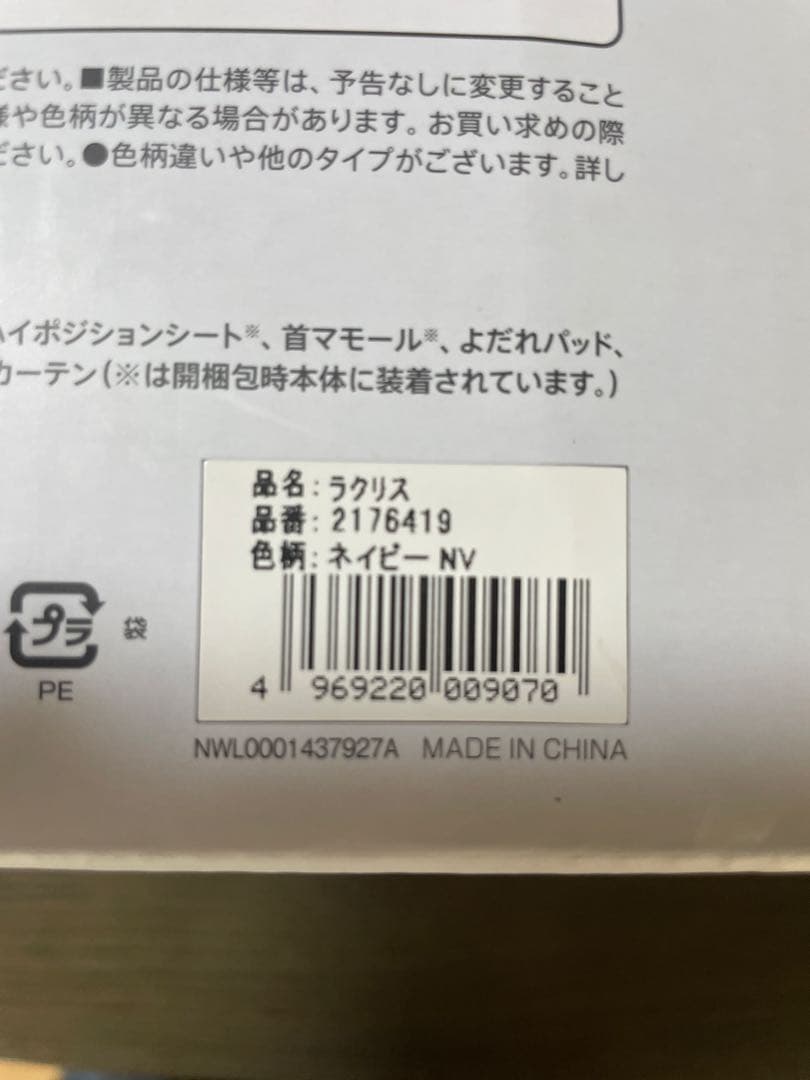 ださい。■製品の仕様等は、予告なしに変更すること
様や色柄が異なる場合があります。お買い求めの際
ださい。●色柄違いや他のタイプがございます。詳し
ハイポジションシート※、首マモール※、よだれパッド、
カーテン(※は開梱包時本体に装着されています。)
品名:ラクリス
品番:2176419
色柄:ネイビー NV
4 969220 009070
プラ 袋
PE
NWL0001437927A MADE IN CHINA